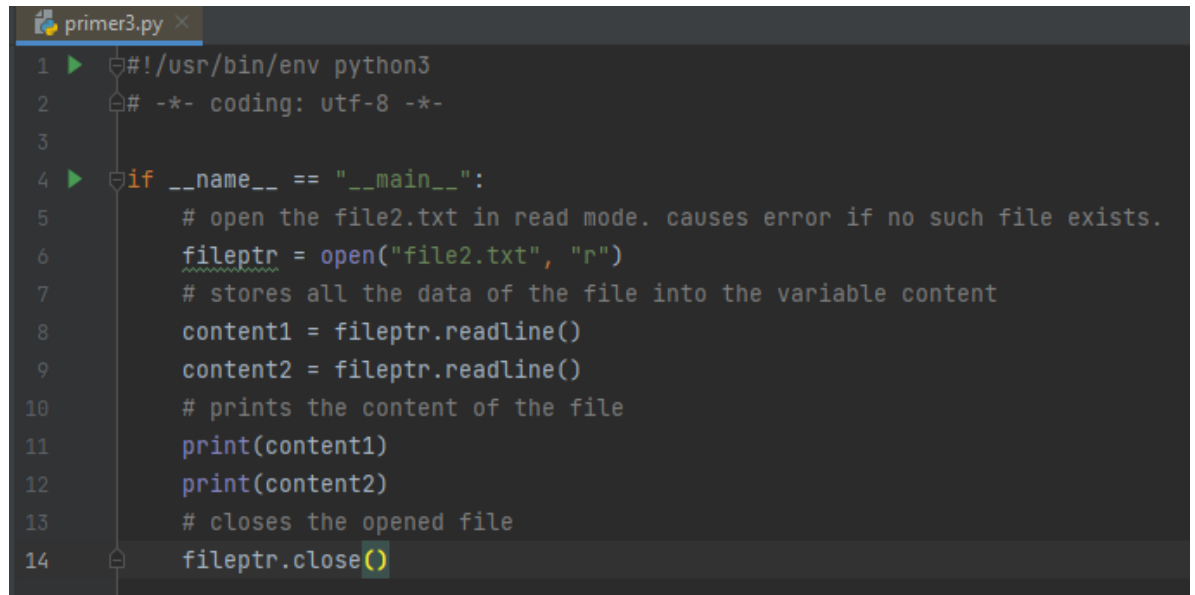 primer3.py
1 #!/usr/bin/env python3
2 # -*- coding: utf-8 -*-
3
4 if __name__ == "__main__":
5     # open the file2.txt in read mode. causes error if no such file exists.
6     fileptr = open("file2.txt", "r")
7     # stores all the data of the file into the variable content
8     content1 = fileptr.readline()
9     content2 = fileptr.readline()
10     # prints the content of the file
11     print(content1)
12     print(content2)
13     # closes the opened file
14     fileptr.close()